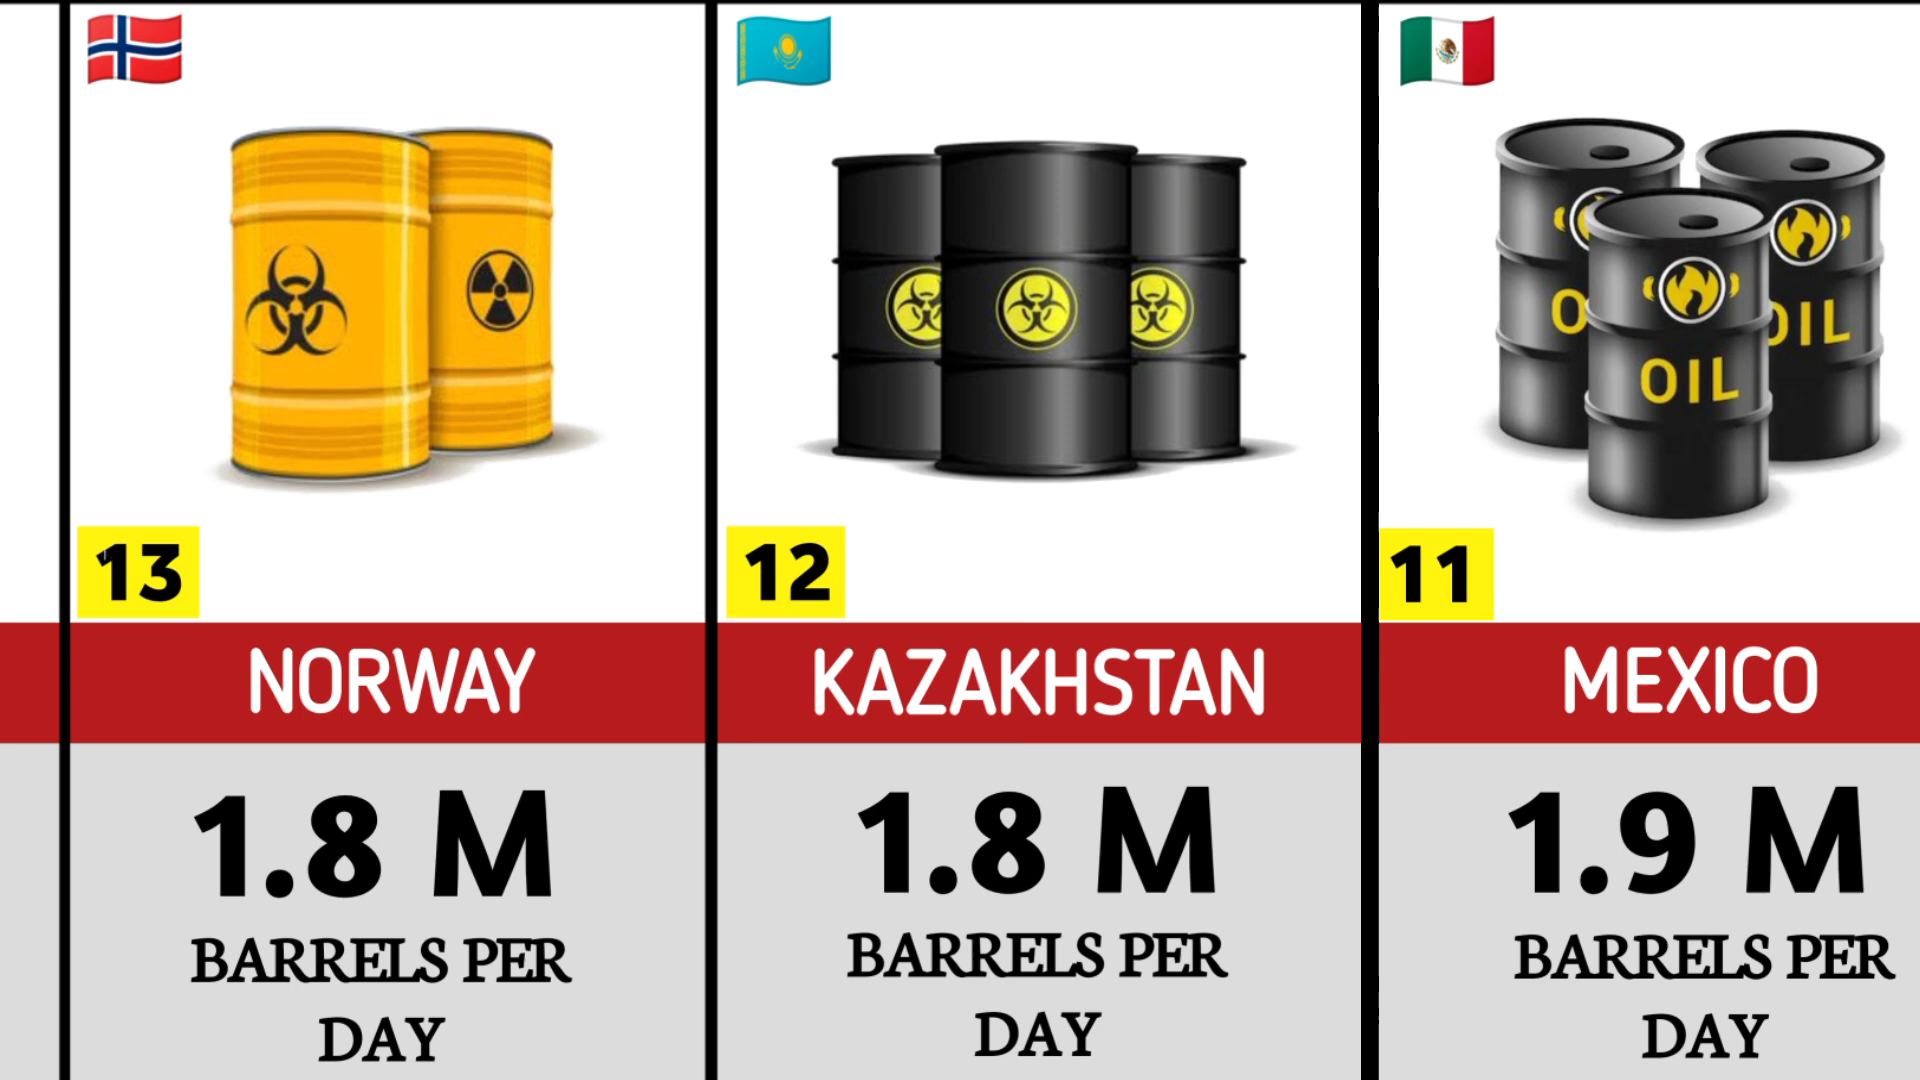 13
NORWAY
1.8 M
BARRELS PER
DAY
12
KAZAKHSTAN
1.8 M
BARRELS PER
DAY
OIL
OIL
11
MEXICO
1.9 M
BARRELS PER
DAY